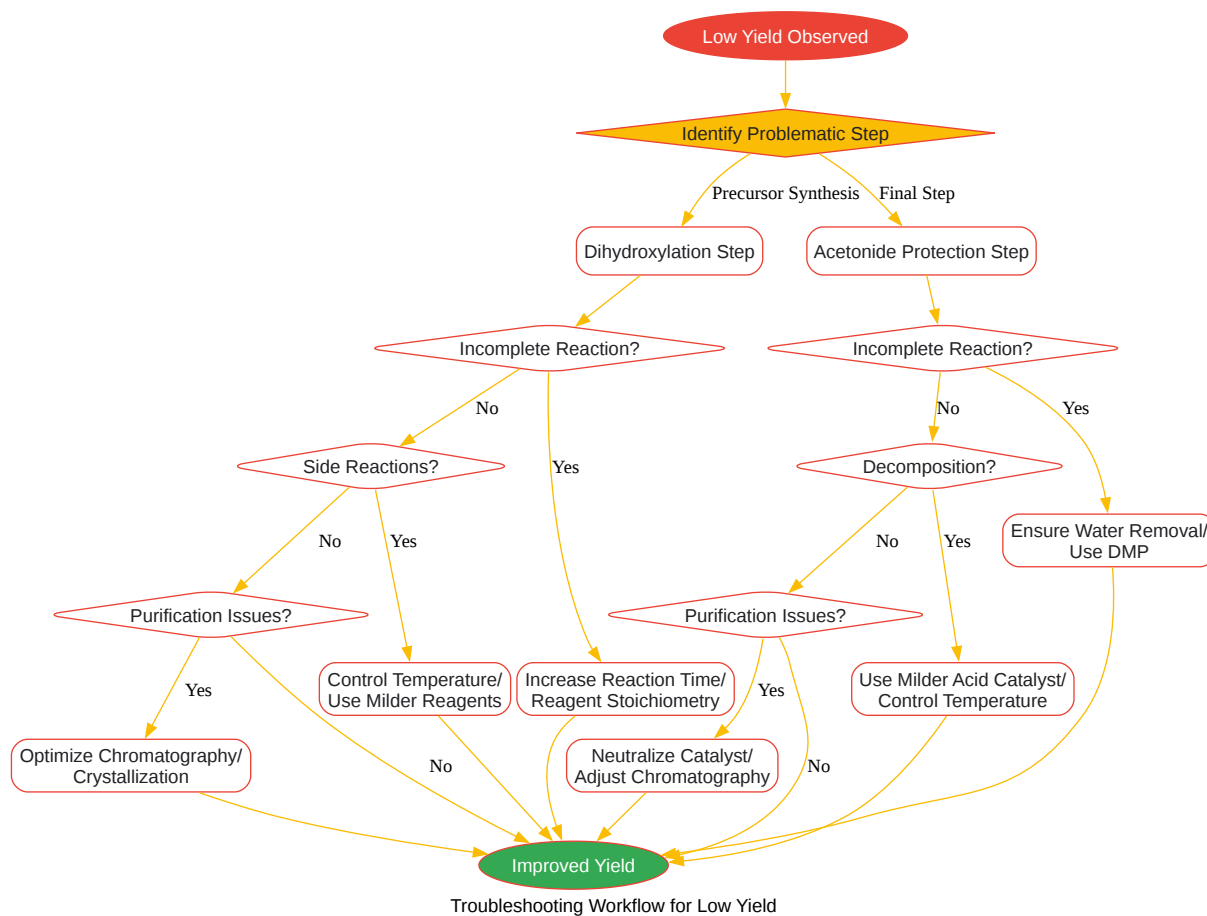 Low Yield Observed
Identify Problematic Step
Precursor Synthesis
Final Step
Dihydroxylation Step
Acetonide Protection Step
Incomplete Reaction?
Incomplete Reaction?
No
No
Yes
Side Reactions?
Yes
Decomposition?
Ensure Water Removal/
Use DMP
No
Yes
No
Yes
Purification Issues?
Purification Issues?
Yes
Control Temperature/
Use Milder Reagents
Increase Reaction Time/
Reagent Stoichiometry
Yes
Use Milder Acid Catalyst/
Control Temperature
Optimize Chromatography/
Crystallization
No
Neutralize Catalyst/
Adjust Chromatography
No
Improved Yield
Troubleshooting Workflow for Low Yield